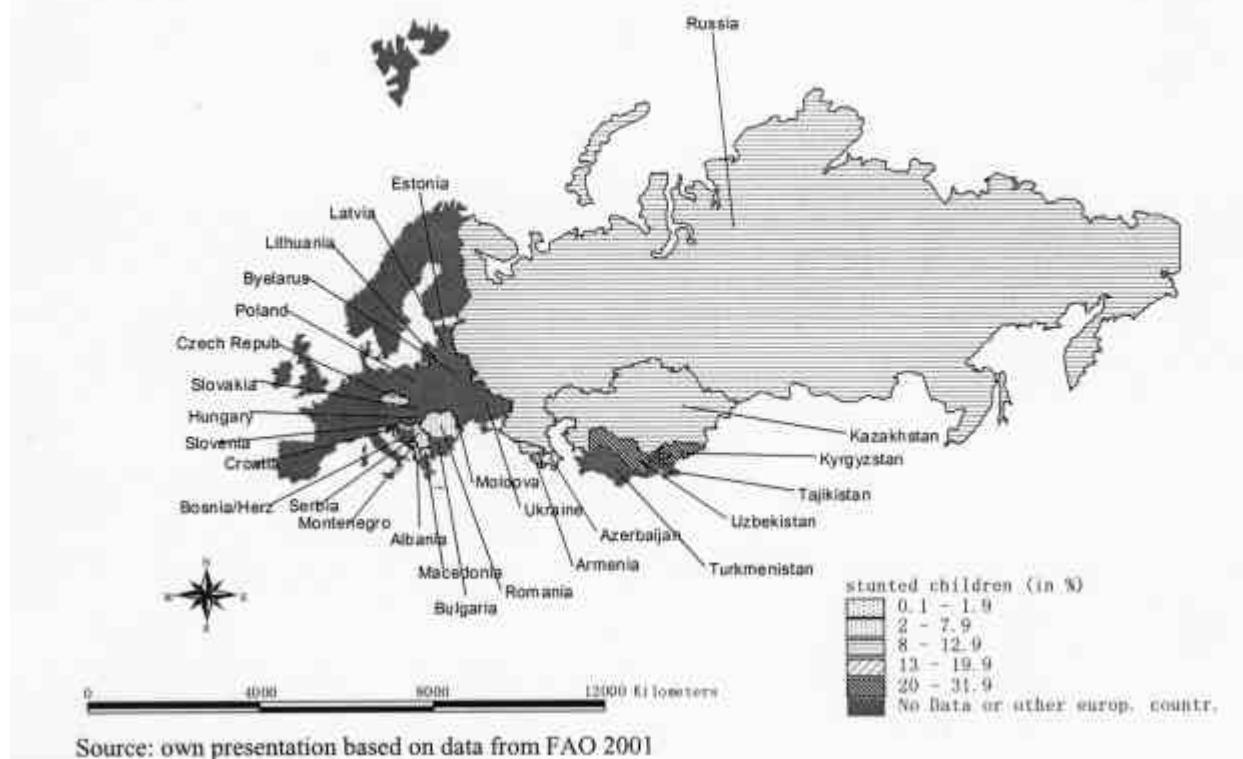 Russia
Estonia
Latvia
Lithuania
Byelarus
Poland
Czech Repub
Slovakia
Hungary
Slovenia
Croatia
Bosnia/Herz
Serbia
Montenegro
Albania
Macedonia
Bulgaria
Romania
Moldova
Ukraine
Azerbaijan
Armenia
Kazakhstan
Kyrgyzstan
Tajikistan
Uzbekistan
Turkmenistan
N
W
E
S
stunted children (in %)
0.1 - 1.9
2 - 7.9
8 - 12.9
13 - 19.9
20 - 31.9
No Data or other europ. countr.
0 4000 8000 12000 Kilometers
Source: own presentation based on data from FAO 2001